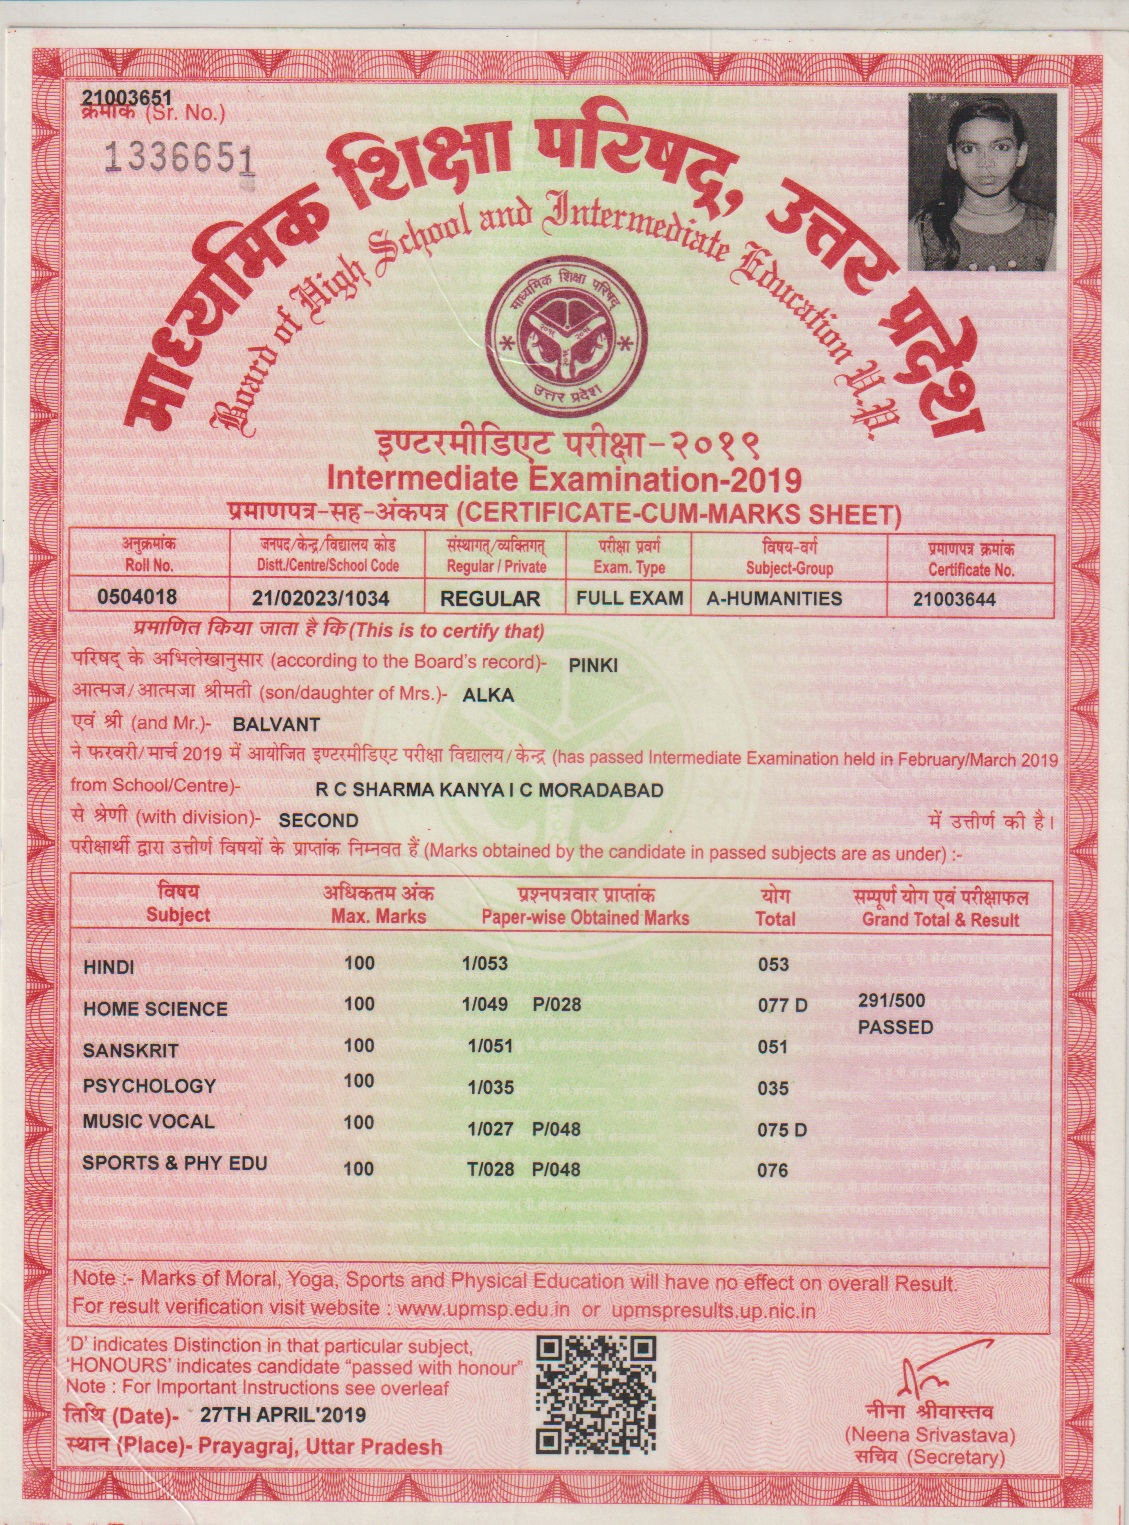 21003651
क्रमांक (Sr. No.)
1336651
माध्यमिक शिक्षा परिषद्, उत्तर प्रदेश
Board of High School and Intermediate Education U.P.
माध्यमिक शिक्षा परिषद्
उत्तर प्रदेश
इण्टरमीडिएट परीक्षा-२०१९
Intermediate Examination-2019
प्रमाणपत्र-सह-अंकपत्र (CERTIFICATE-CUM-MARKS SHEET)
अनुक्रमांक जनपद/केन्द्र/विद्यालय कोड संस्थागत्/व्यक्तिगत् परीक्षा प्रवर्ग विषय-वर्ग प्रमाणपत्र क्रमांक
Roll No. Distt./Centre/School Code Regular / Private Exam. Type Subject-Group Certificate No.
0504018 21/02023/1034 REGULAR FULL EXAM A-HUMANITIES 21003644
प्रमाणित किया जाता है कि (This is to certify that)
परिषद् के अभिलेखानुसार (according to the Board's record)- PINKI
आत्मज/आत्मजा श्रीमती (son/daughter of Mrs.)- ALKA
एवं श्री (and Mr.)- BALVANT
ने फरवरी/मार्च 2019 में आयोजित इण्टरमीडिएट परीक्षा विद्यालय/केन्द्र (has passed Intermediate Examination held in February/March 2019
from School/Centre)- R C SHARMA KANYA I C MORADABAD
से श्रेणी (with division)- SECOND में उत्तीर्ण की है।
परीक्षार्थी द्वारा उत्तीर्ण विषयों के प्राप्तांक निम्नवत हैं (Marks obtained by the candidate in passed subjects are as under) :-
विषय अधिकतम अंक प्रश्नपत्रवार प्राप्तांक योग सम्पूर्ण योग एवं परीक्षाफल
Subject Max. Marks Paper-wise Obtained Marks Total Grand Total & Result
HINDI 100 1/053 053
HOME SCIENCE 100 1/049 P/028 077 D 291/500
PASSED
SANSKRIT 100 1/051 051
PSYCHOLOGY 100 1/035 035
MUSIC VOCAL 100 1/027 P/048 075 D
SPORTS & PHY EDU 100 T/028 P/048 076
Note :- Marks of Moral, Yoga, Sports and Physical Education will have no effect on overall Result.
For result verification visit website : www.upmsp.edu.in or upmspresults.up.nic.in
'D' indicates Distinction in that particular subject,
'HONOURS' indicates candidate "passed with honour"
Note : For Important Instructions see overleaf
तिथि (Date)- 27TH APRIL'2019
स्थान (Place)- Prayagraj, Uttar Pradesh
नीना श्रीवास्तव
(Neena Srivastava)
सचिव (Secretary)